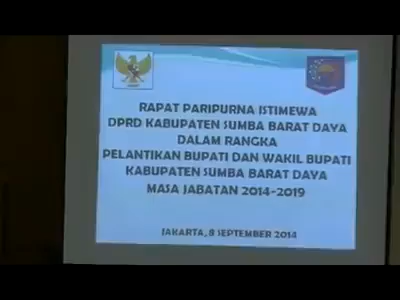 RAPAT PARIPURNA ISTIMEWA
DPRD KABUPATEN SUMBA BARAT DAYA
DALAM RANGKA
PELANTIKAN BUPATI DAN WAKIL BUPATI
KABUPATEN SUMBA BARAT DAYA
MASA JABATAN 2014-2019
JAKARTA, 8 SEPTEMBER 2014